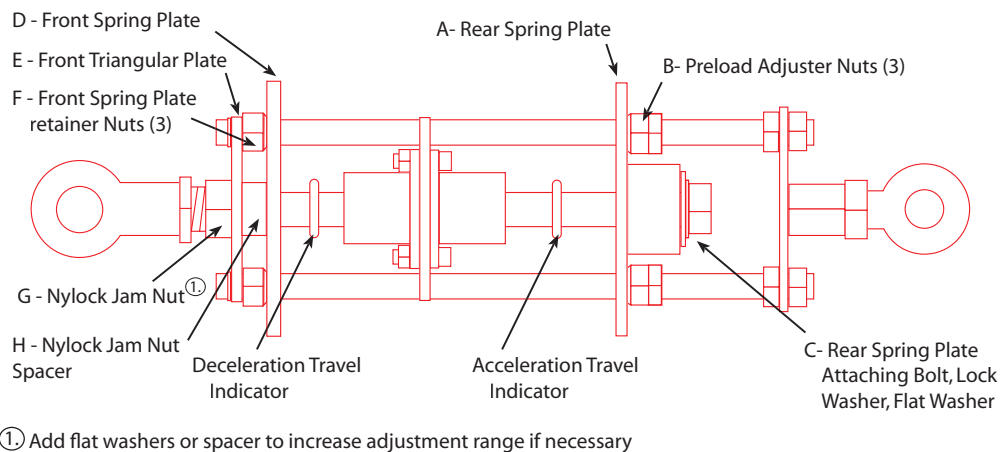 D - Front Spring Plate
A- Rear Spring Plate
E - Front Triangular Plate
B- Preload Adjuster Nuts (3)
F - Front Spring Plate
retainer Nuts (3)
G - Nylock Jam Nut ①.
H - Nylock Jam Nut
Spacer
Deceleration Travel
Indicator
Acceleration Travel
Indicator
C- Rear Spring Plate
Attaching Bolt, Lock
Washer, Flat Washer
①. Add flat washers or spacer to increase adjustment range if necessary